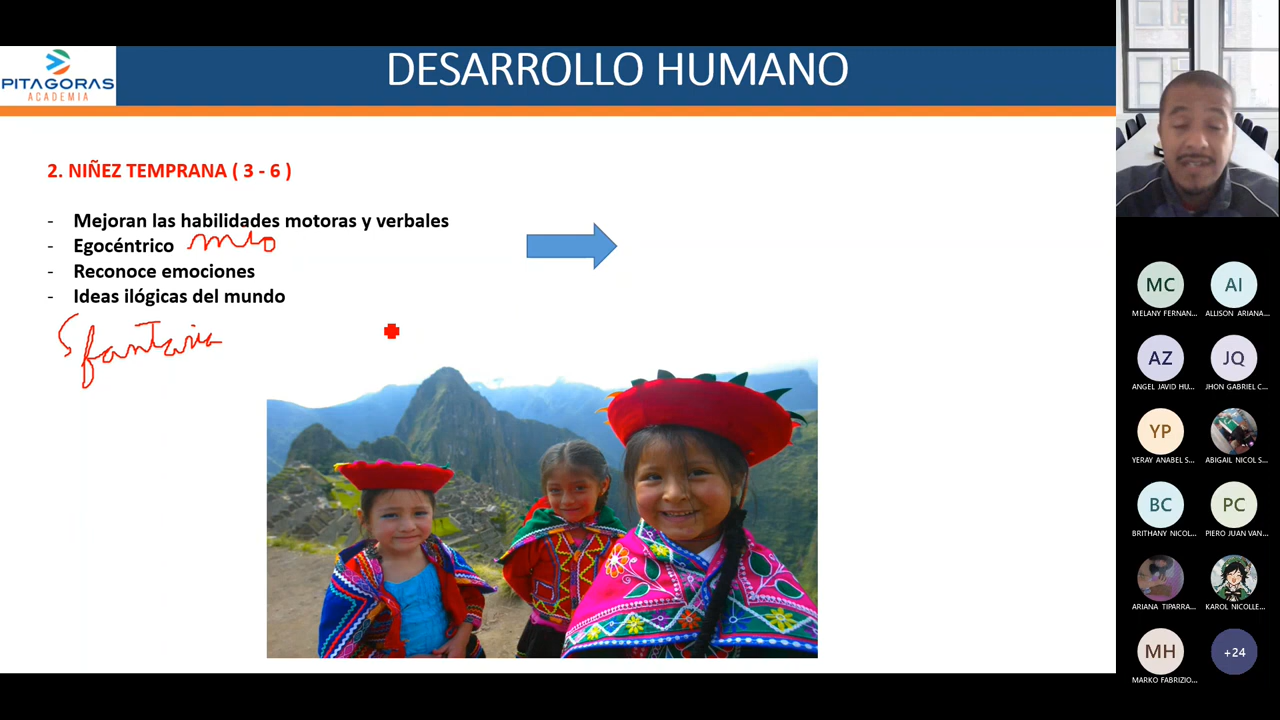 PITAGORAS
ACADEMIA
DESARROLLO HUMANO
2. NIÑEZ TEMPRANA ( 3 - 6 )
- Mejoran las habilidades motoras y verbales
- Egocéntrico mio
- Reconoce emociones
- Ideas ilógicas del mundo
fantasia
MC AI
MELANY FERNAN... ALLISON ARIANA...
AZ JQ
ANGEL JAVID HU... JHON GABRIEL C...
YP
YERAY ANABEL S... ABIGAIL NICOL S...
BC PC
BRITHANY NICOL... PIERO JUAN VAN...
ARIANA TIPARRA... KAROL NICOLLE...
MH +24
MARKO FABRIZIO...